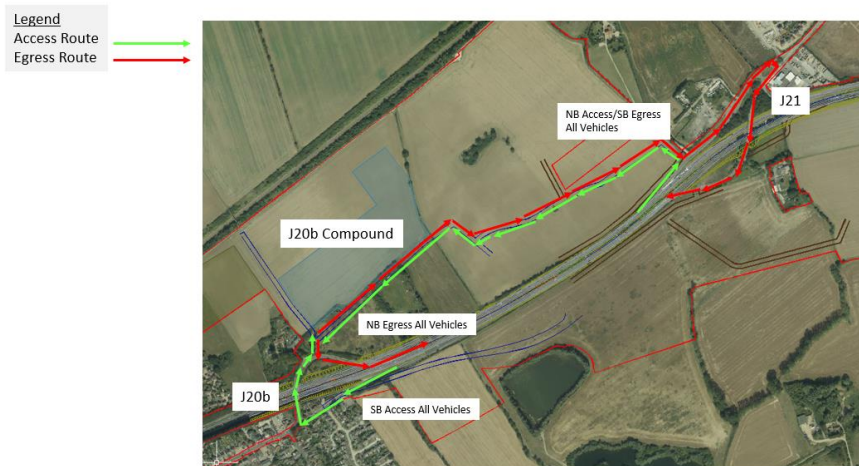 Legend
Access Route
Egress Route
J21
NB Access/SB Egress
All Vehicles
J20b Compound
NB Egress All Vehicles
J20b
SB Access All Vehicles